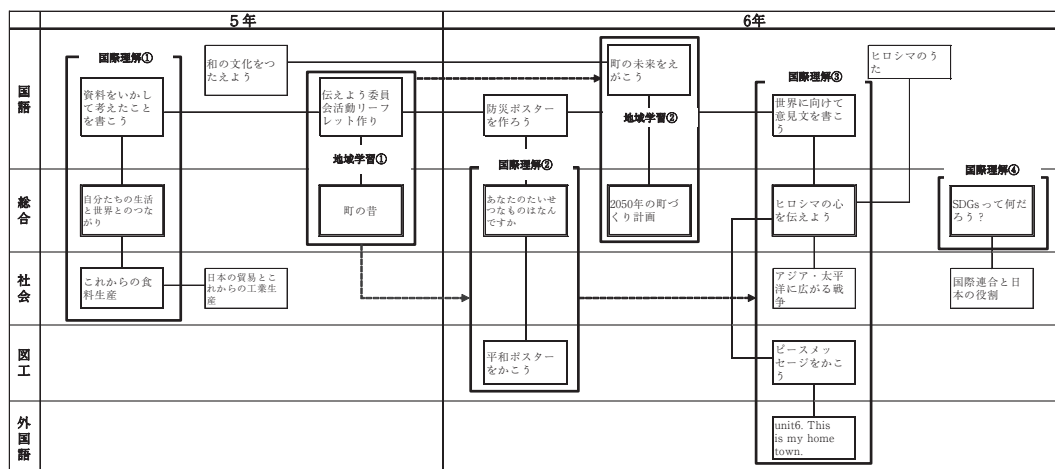 5年
6年
国語
国際理解①
資料をいかし
て考えたこと
を書こう
和の文化をつ
たえよう
伝えよう委員
会活動リーフ
レット作り
地域学習①
防災ポスター
を作ろう
国際理解②
町の未来をえ
がこう
地域学習②
国際理解③
世界に向けて
意見文を書こ
う
ヒロシマのう
た
総合
自分たちの生活
と世界とのつな
がり
町の昔
あなたのたいせ
つなものはなん
ですか
2050年の町づ
くり計画
ヒロシマの心
を伝えよう
国際理解④
SDGsって何だ
ろう？
社会
これからの食
料生産
日本の貿易とこ
れからの工業生
産
アジア・太平
洋に広がる戦
争
国際連合と日
本の役割
図工
平和ポスター
をかこう
ピースメッ
セージをかこ
う
外国語
unit6. This
is my home
town.